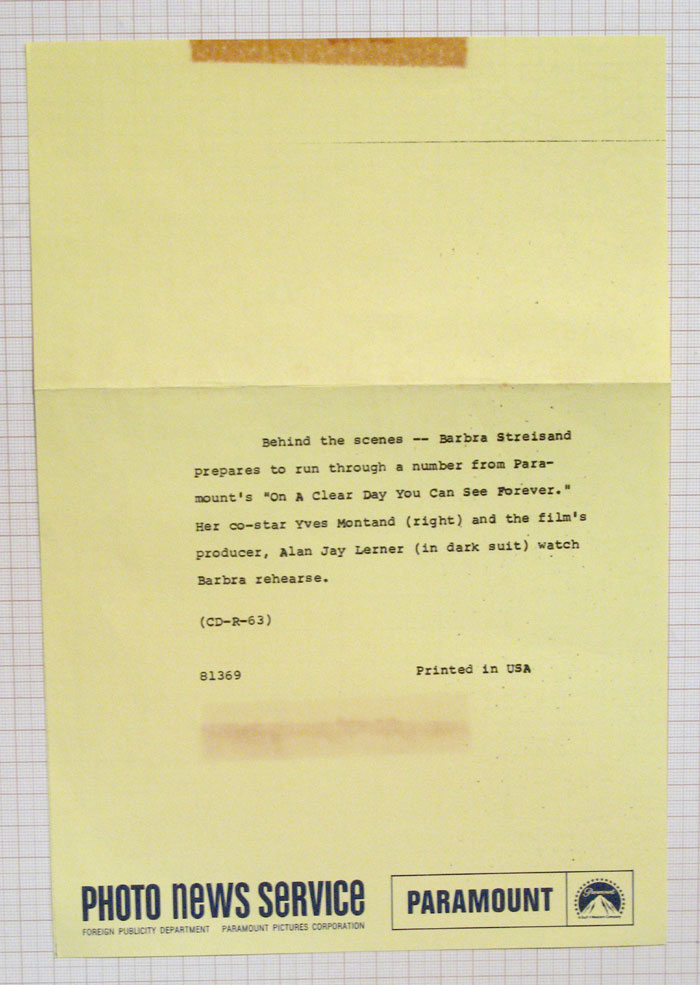 Behind the scenes -- Barbra Streisand
prepares to run through a number from Para-
mount's "On A Clear Day You Can See Forever."
Her co-star Yves Montand (right) and the film's
producer, Alan Jay Lerner (in dark suit) watch
Barbra rehearse.
(CD-R-63)
81369 Printed in USA
PHOTO news service
FOREIGN PUBLICITY DEPARTMENT PARAMOUNT PICTURES CORPORATION
PARAMOUNT
Paramount